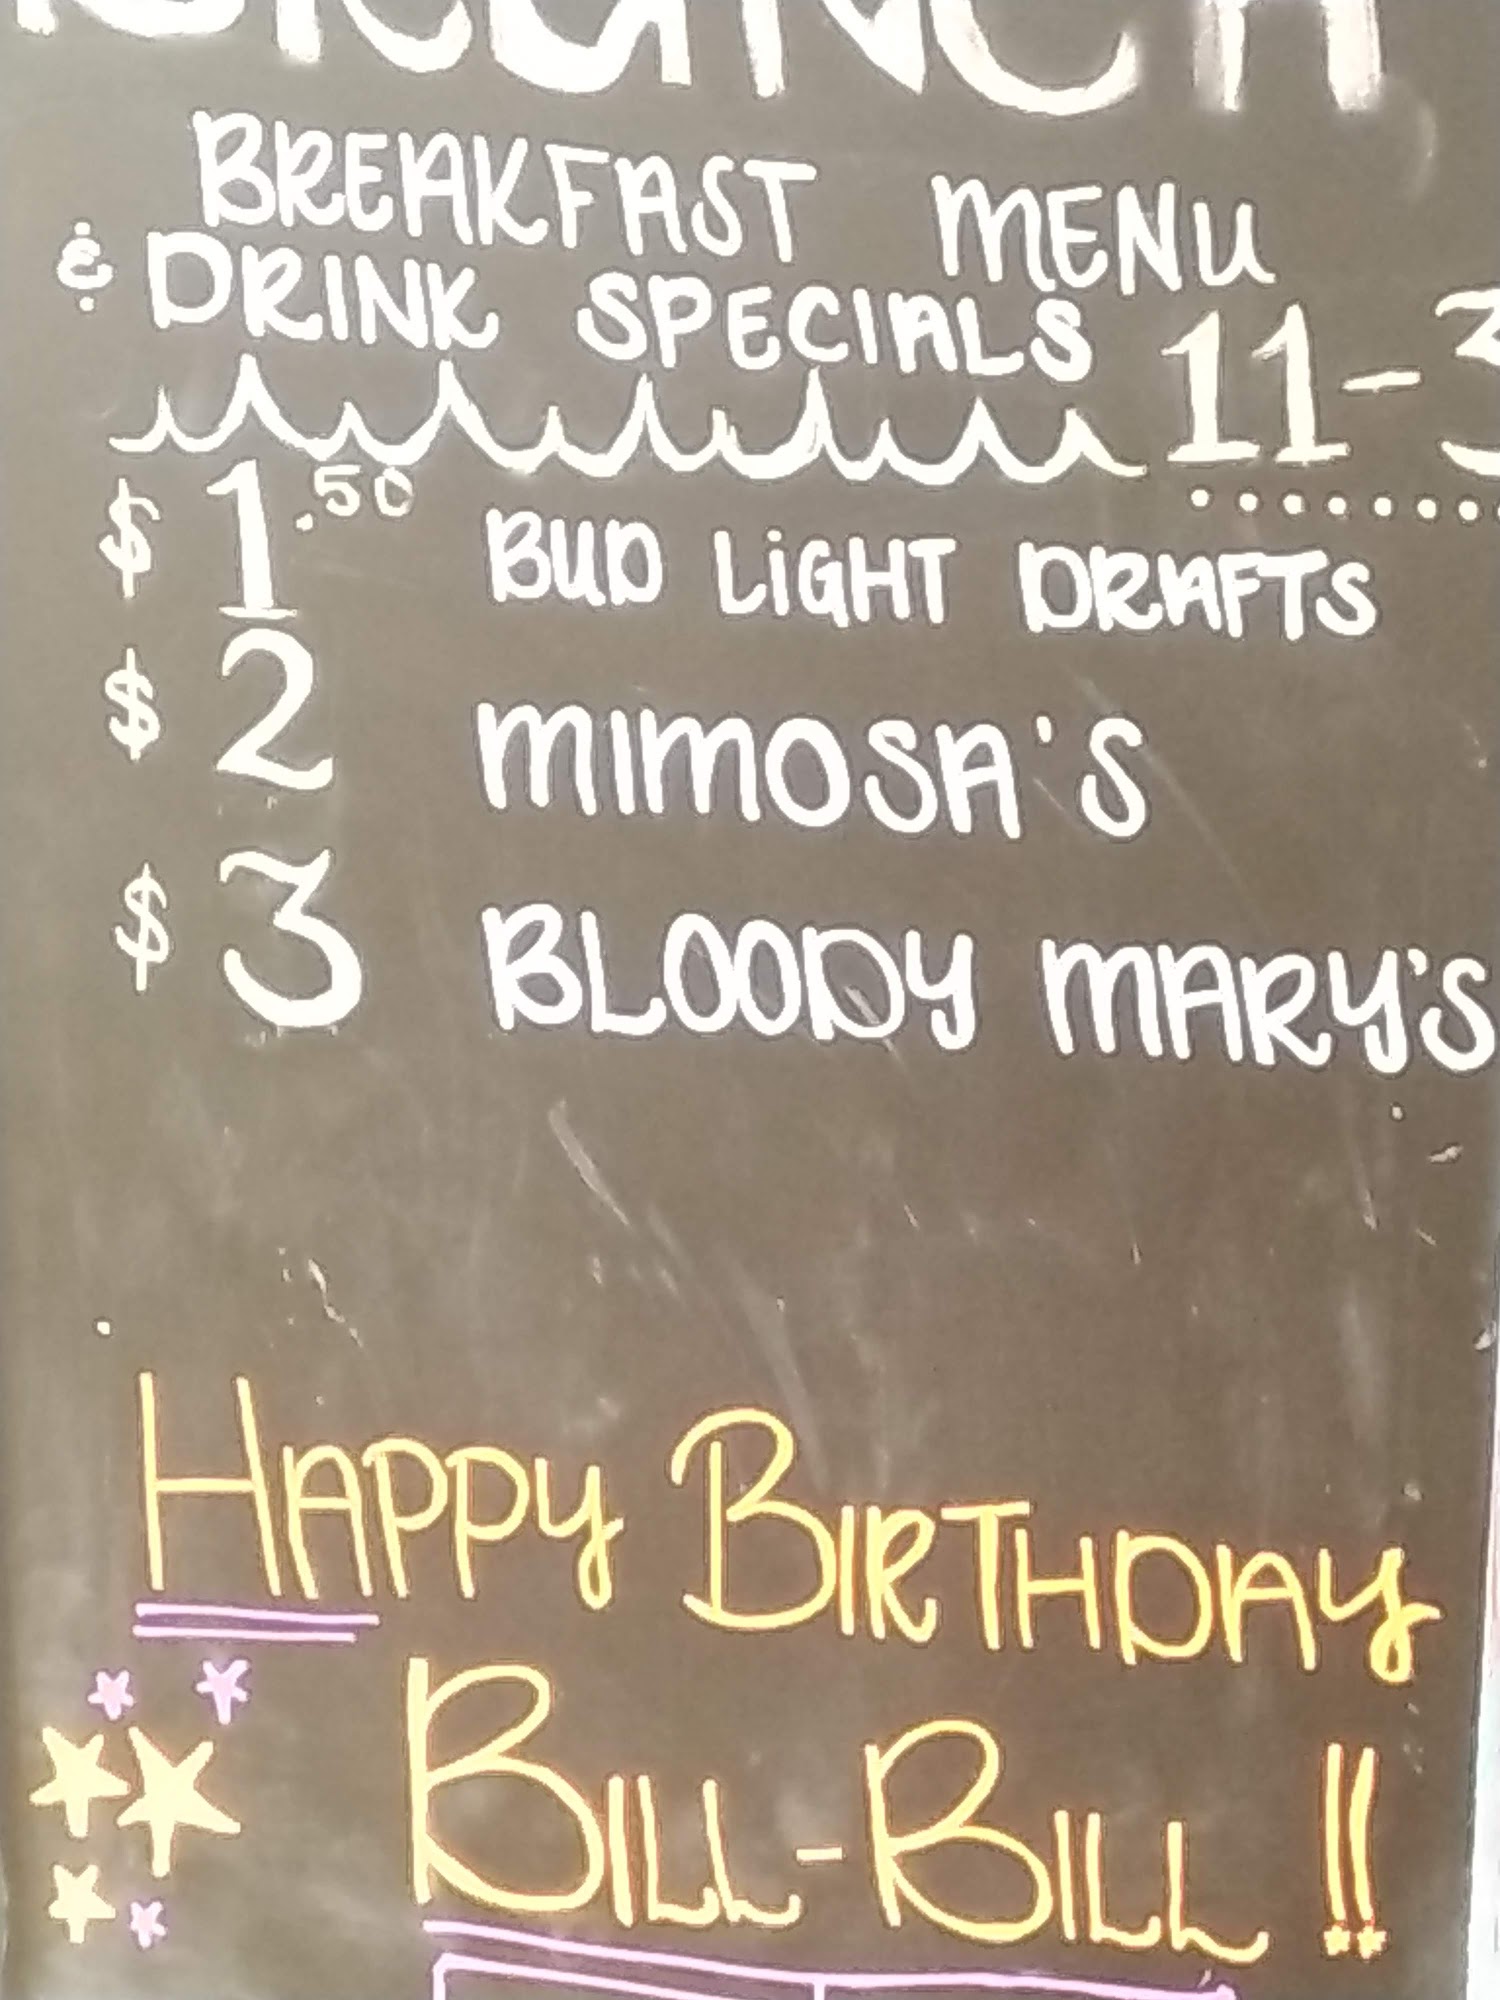 BRUNCH
BREAKFAST MENU
& DRINK SPECIALS 11-3
$1.50 BUD LiGHT DRAFTS
$2 MIMOSA'S
$3 BLOODY MARY'S
HAPPY BIRTHDAY
BILL-BILL!!